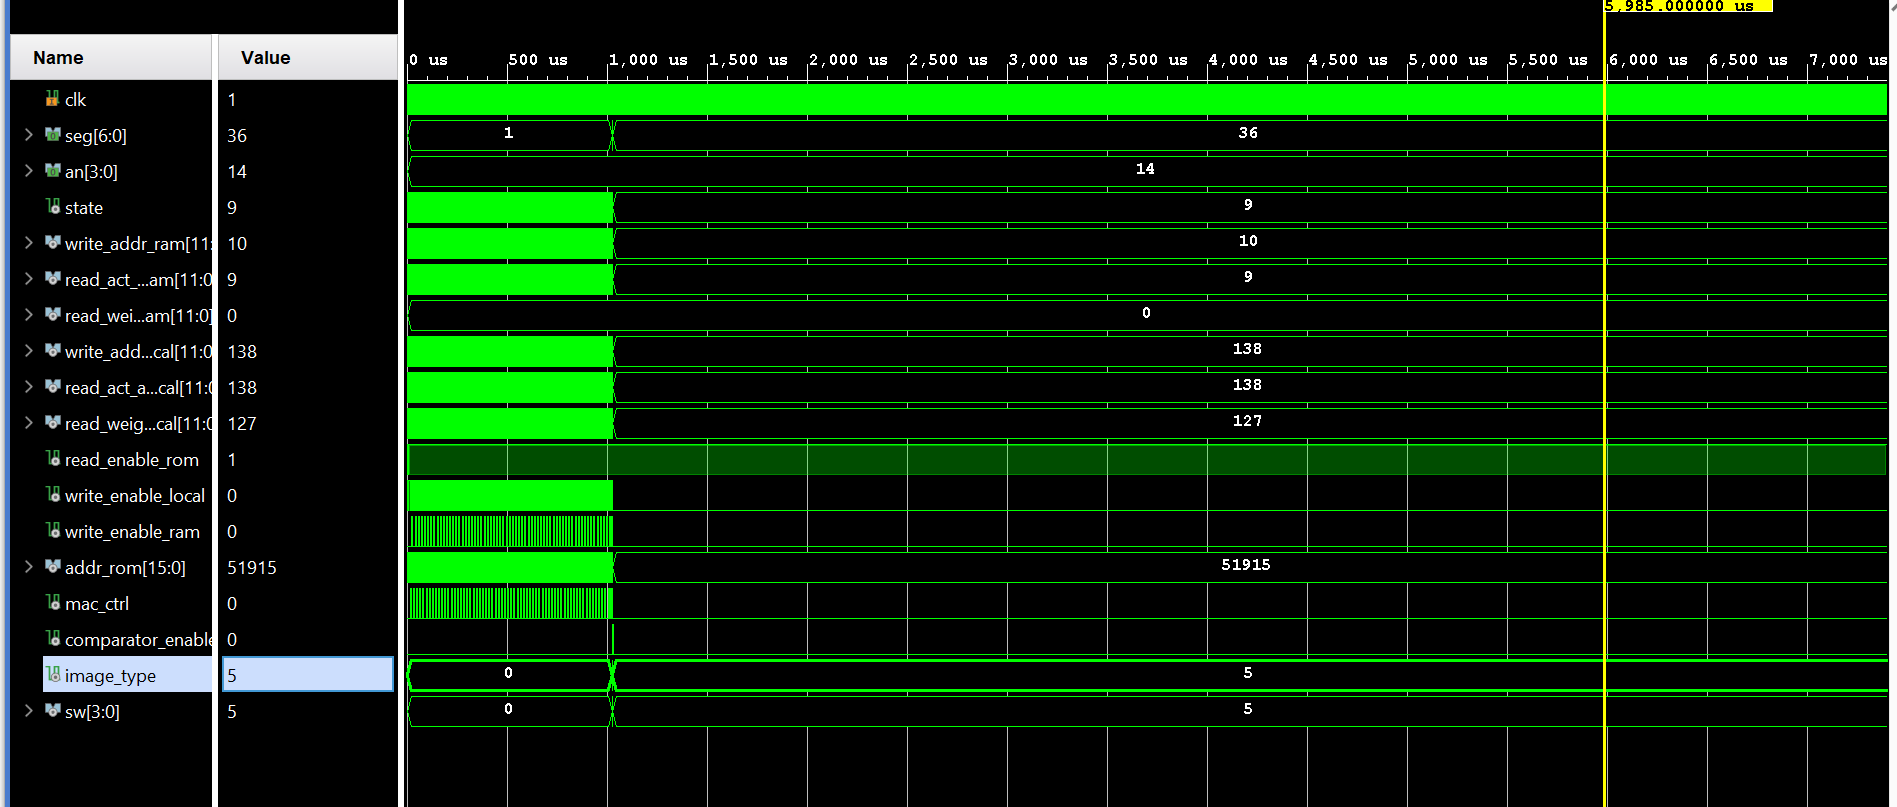 5,985.000000 us
Name Value
0 us 500 us 1,000 us 1,500 us 2,000 us 2,500 us 3,000 us 3,500 us 4,000 us 4,500 us 5,000 us 5,500 us 6,000 us 6,500 us 7,000 us
clk 1
seg[6:0] 36 1 36
an[3:0] 14 14
state 9 9
write_addr_ram[11: 10 10
read_act_...am[11:0 9 9
read_wei...am[11:0] 0 0
write_add...cal[11:0 138 138
read_act_a...cal[11:0 138 138
read_weig...cal[11:0 127 127
read_enable_rom 1
write_enable_local 0
write_enable_ram 0
addr_rom[15:0] 51915 51915
mac_ctrl 0
comparator_enable 0
image_type 5 0 5
sw[3:0] 5 0 5